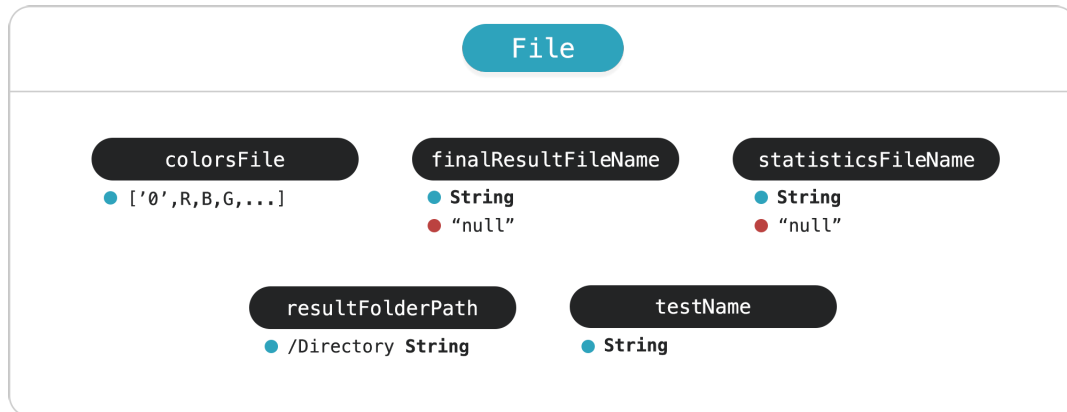 File
colorsFile
['0',R,B,G,...]
finalResultFileName
String
“null”
statisticsFileName
String
“null”
resultFolderPath
/Directory String
testName
String